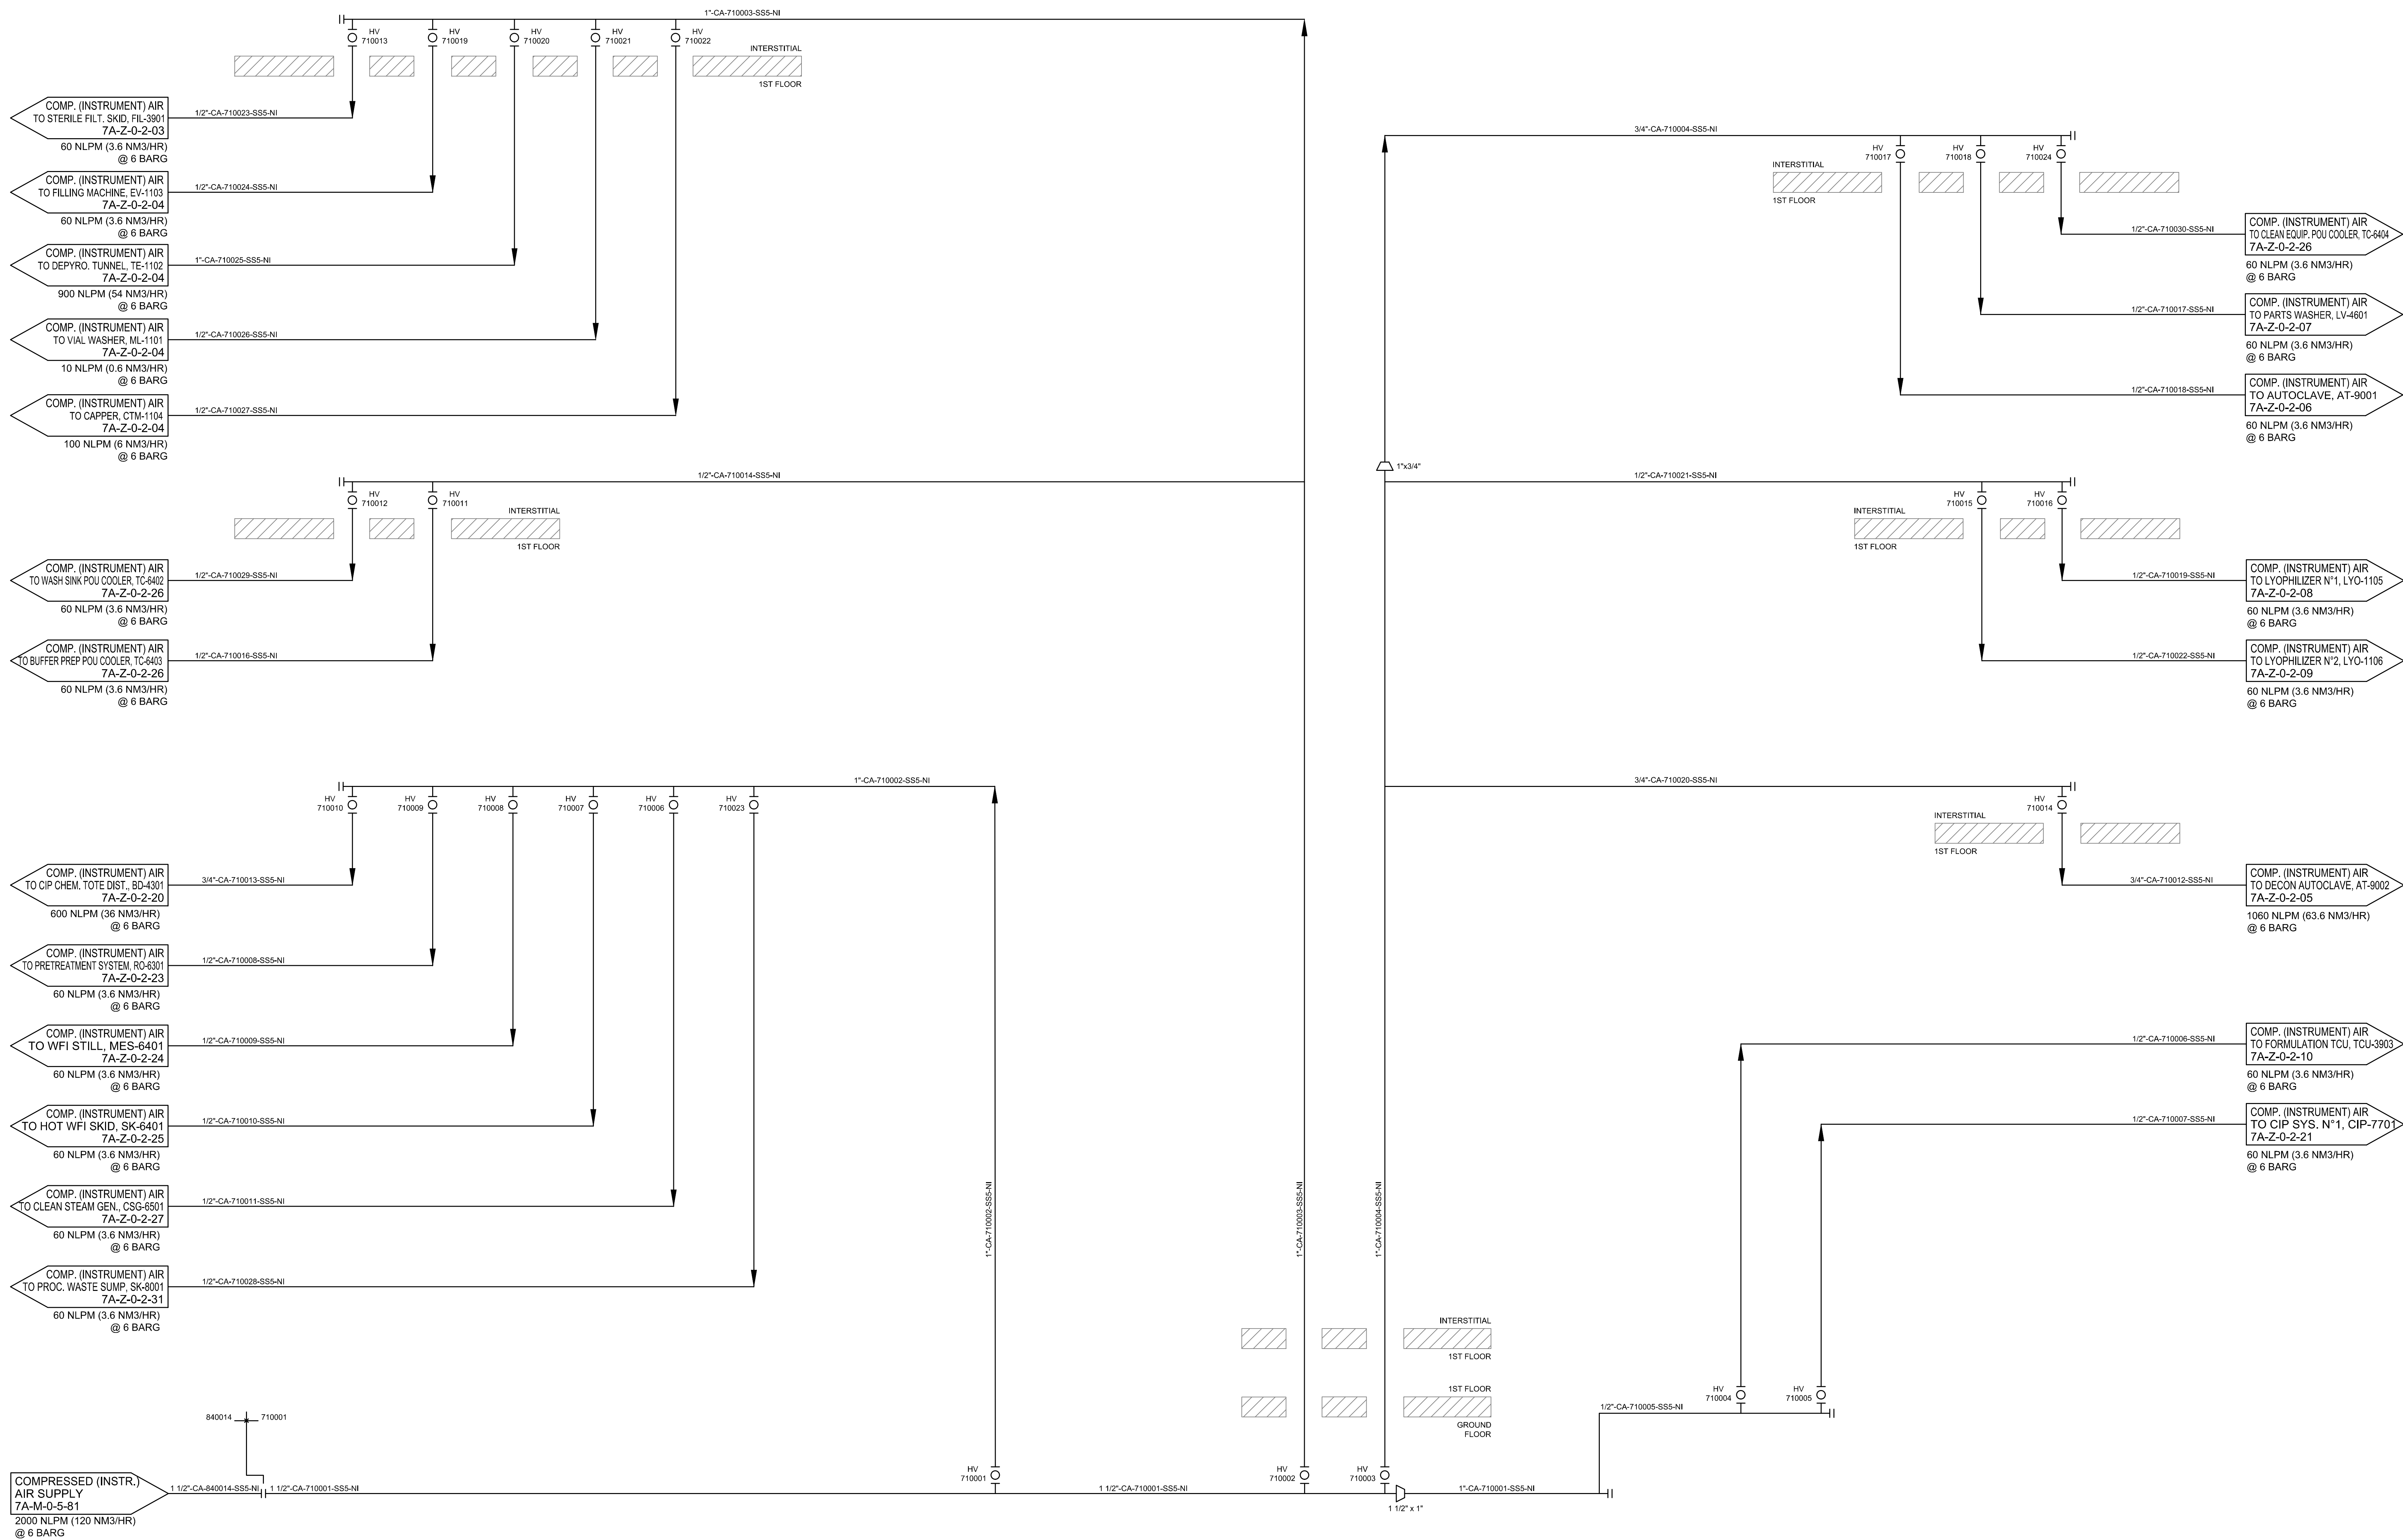 1"-CA-710003-SS5-NI
HV
710013
HV
710019
HV
710020
HV
710021
HV
710022
INTERSTITIAL
1ST FLOOR
COMP. (INSTRUMENT) AIR
TO STERILE FILT. SKID, FIL-3901
7A-Z-0-2-03
60 NLPM (3.6 NM3/HR)
@ 6 BARG
1/2"-CA-710023-SS5-NI
COMP. (INSTRUMENT) AIR
TO FILLING MACHINE, EV-1103
7A-Z-0-2-04
60 NLPM (3.6 NM3/HR)
@ 6 BARG
1/2"-CA-710024-SS5-NI
COMP. (INSTRUMENT) AIR
TO DEPYRO. TUNNEL, TE-1102
7A-Z-0-2-04
900 NLPM (54 NM3/HR)
@ 6 BARG
1"-CA-710025-SS5-NI
COMP. (INSTRUMENT) AIR
TO VIAL WASHER, ML-1101
7A-Z-0-2-04
10 NLPM (0.6 NM3/HR)
@ 6 BARG
1/2"-CA-710026-SS5-NI
COMP. (INSTRUMENT) AIR
TO CAPPER, CTM-1104
7A-Z-0-2-04
100 NLPM (6 NM3/HR)
@ 6 BARG
1/2"-CA-710027-SS5-NI
1/2"-CA-710014-SS5-NI
HV
710012
HV
710011
INTERSTITIAL
1ST FLOOR
COMP. (INSTRUMENT) AIR
TO WASH SINK POU COOLER, TC-6402
7A-Z-0-2-26
60 NLPM (3.6 NM3/HR)
@ 6 BARG
1/2"-CA-710029-SS5-NI
COMP. (INSTRUMENT) AIR
TO BUFFER PREP POU COOLER, TC-6403
7A-Z-0-2-26
60 NLPM (3.6 NM3/HR)
@ 6 BARG
1/2"-CA-710016-SS5-NI
1"-CA-710002-SS5-NI
HV
710010
HV
710009
HV
710008
HV
710007
HV
710006
HV
710023
COMP. (INSTRUMENT) AIR
TO CIP CHEM. TOTE DIST., BD-4301
7A-Z-0-2-20
600 NLPM (36 NM3/HR)
@ 6 BARG
3/4"-CA-710013-SS5-NI
COMP. (INSTRUMENT) AIR
TO PRETREATMENT SYSTEM, RO-6301
7A-Z-0-2-23
60 NLPM (3.6 NM3/HR)
@ 6 BARG
1/2"-CA-710008-SS5-NI
COMP. (INSTRUMENT) AIR
TO WFI STILL, MES-6401
7A-Z-0-2-24
60 NLPM (3.6 NM3/HR)
@ 6 BARG
1/2"-CA-710009-SS5-NI
COMP. (INSTRUMENT) AIR
TO HOT WFI SKID, SK-6401
7A-Z-0-2-25
60 NLPM (3.6 NM3/HR)
@ 6 BARG
1/2"-CA-710010-SS5-NI
COMP. (INSTRUMENT) AIR
TO CLEAN STEAM GEN., CSG-6501
7A-Z-0-2-27
60 NLPM (3.6 NM3/HR)
@ 6 BARG
1/2"-CA-710011-SS5-NI
COMP. (INSTRUMENT) AIR
TO PROC. WASTE SUMP, SK-8001
7A-Z-0-2-31
60 NLPM (3.6 NM3/HR)
@ 6 BARG
1/2"-CA-710028-SS5-NI
840014
710001
COMPRESSED (INSTR.)
AIR SUPPLY
7A-M-0-5-81
2000 NLPM (120 NM3/HR)
@ 6 BARG
1 1/2"-CA-840014-SS5-NI
1 1/2"-CA-710001-SS5-NI
HV
710001
1"-CA-710002-SS5-NI
1 1/2"-CA-710001-SS5-NI
HV
710002
1"-CA-710003-SS5-NI
HV
710003
1"-CA-710004-SS5-NI
INTERSTITIAL
1ST FLOOR
1ST FLOOR
GROUND
FLOOR
1 1/2" x 1"
1"-CA-710001-SS5-NI
1/2"-CA-710005-SS5-NI
HV
710004
HV
710005
3/4"-CA-710004-SS5-NI
HV
710017
HV
710018
HV
710024
INTERSTITIAL
1ST FLOOR
1/2"-CA-710030-SS5-NI
COMP. (INSTRUMENT) AIR
TO CLEAN EQUIP. POU COOLER, TC-6404
7A-Z-0-2-26
60 NLPM (3.6 NM3/HR)
@ 6 BARG
1/2"-CA-710017-SS5-NI
COMP. (INSTRUMENT) AIR
TO PARTS WASHER, LV-4601
7A-Z-0-2-07
60 NLPM (3.6 NM3/HR)
@ 6 BARG
1/2"-CA-710018-SS5-NI
COMP. (INSTRUMENT) AIR
TO AUTOCLAVE, AT-9001
7A-Z-0-2-06
60 NLPM (3.6 NM3/HR)
@ 6 BARG
1"x3/4"
1/2"-CA-710021-SS5-NI
HV
710015
HV
710016
INTERSTITIAL
1ST FLOOR
1/2"-CA-710019-SS5-NI
COMP. (INSTRUMENT) AIR
TO LYOPHILIZER N°1, LYO-1105
7A-Z-0-2-08
60 NLPM (3.6 NM3/HR)
@ 6 BARG
1/2"-CA-710022-SS5-NI
COMP. (INSTRUMENT) AIR
TO LYOPHILIZER N°2, LYO-1106
7A-Z-0-2-09
60 NLPM (3.6 NM3/HR)
@ 6 BARG
3/4"-CA-710020-SS5-NI
HV
710014
INTERSTITIAL
1ST FLOOR
3/4"-CA-710012-SS5-NI
COMP. (INSTRUMENT) AIR
TO DECON AUTOCLAVE, AT-9002
7A-Z-0-2-05
1060 NLPM (63.6 NM3/HR)
@ 6 BARG
1/2"-CA-710006-SS5-NI
COMP. (INSTRUMENT) AIR
TO FORMULATION TCU, TCU-3903
7A-Z-0-2-10
60 NLPM (3.6 NM3/HR)
@ 6 BARG
1/2"-CA-710007-SS5-NI
COMP. (INSTRUMENT) AIR
TO CIP SYS. N°1, CIP-7701
7A-Z-0-2-21
60 NLPM (3.6 NM3/HR)
@ 6 BARG